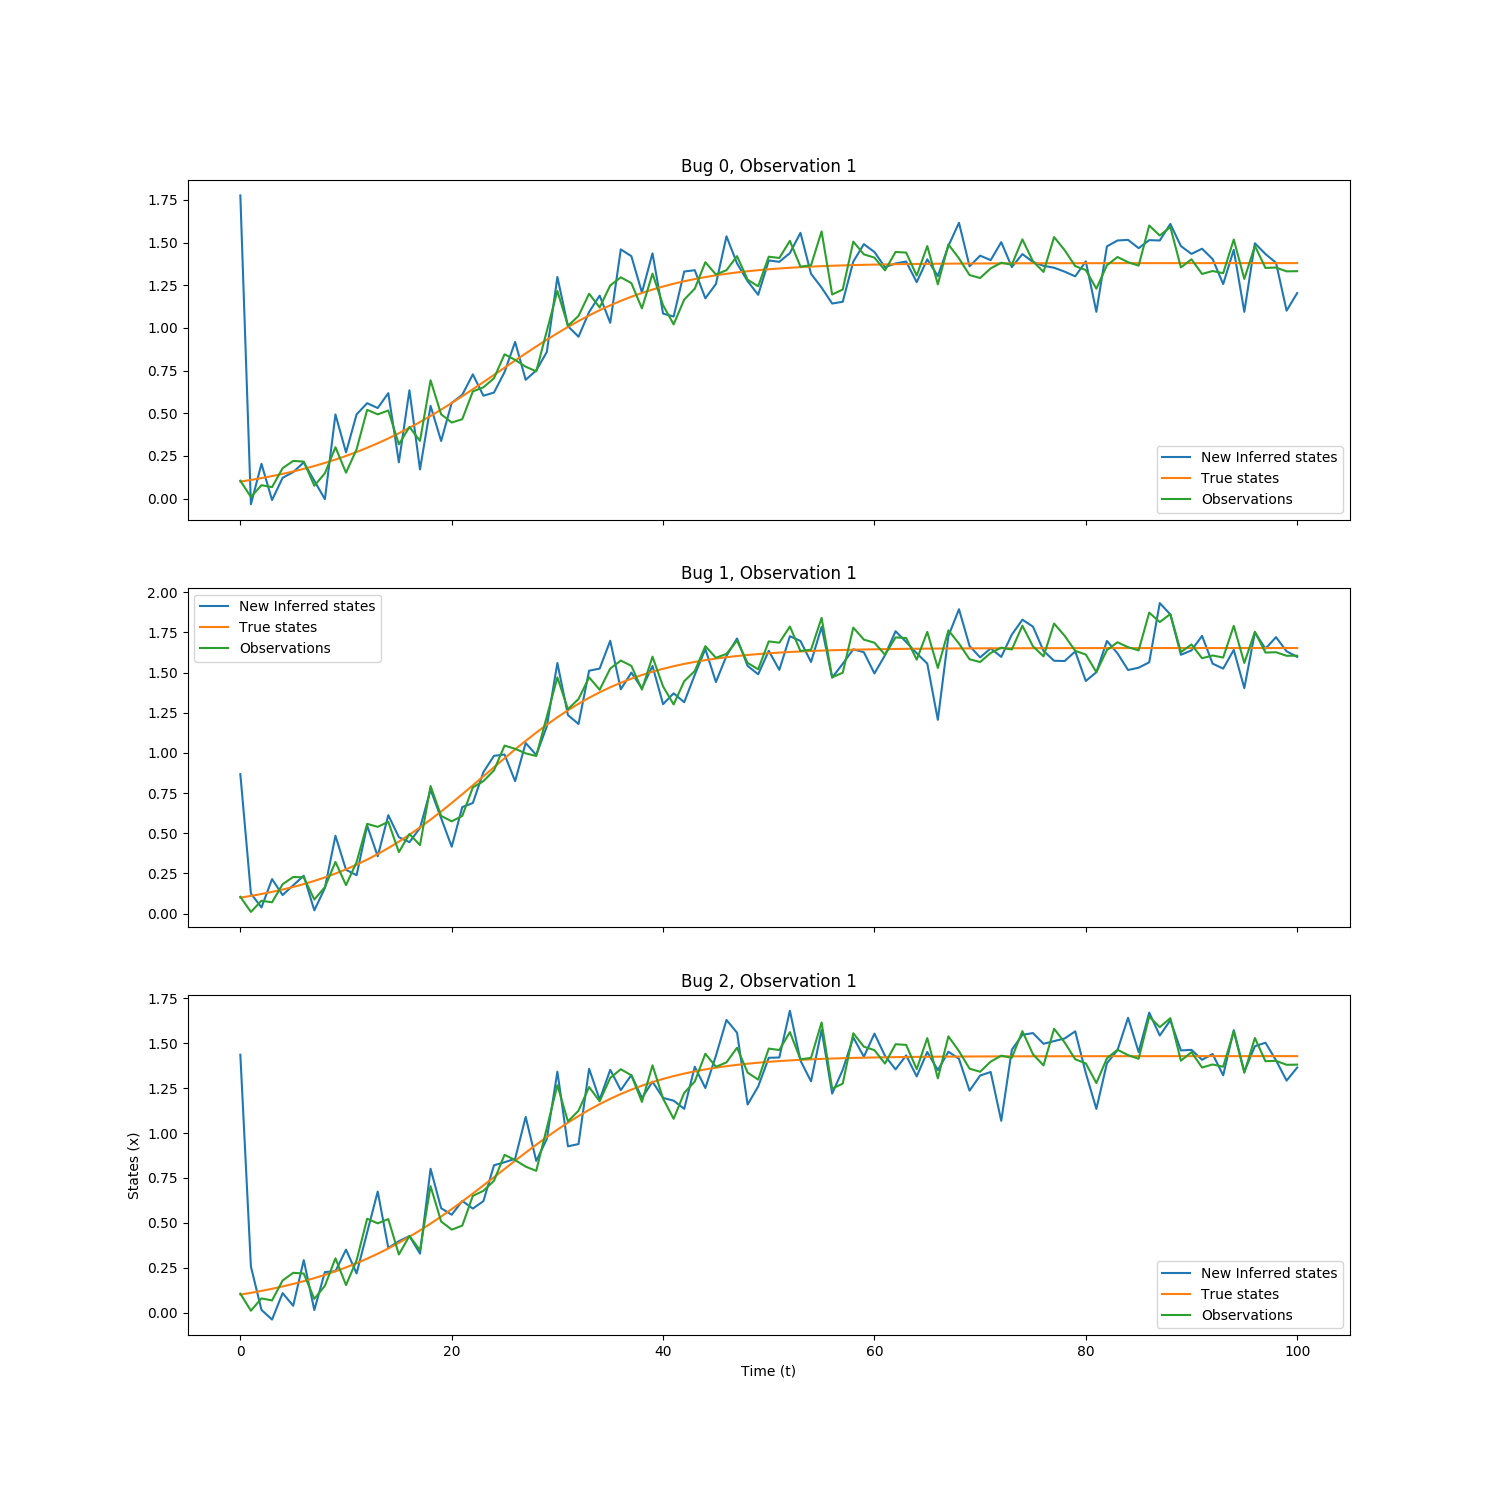 Bug 0, Observation 1
1.75
1.50
1.25
1.00
0.75
0.50
0.25
0.00
New Inferred states
True states
Observations
Bug 1, Observation 1
2.00
1.75
1.50
1.25
1.00
0.75
0.50
0.25
0.00
New Inferred states
True states
Observations
Bug 2, Observation 1
1.75
1.50
1.25
1.00
0.75
0.50
0.25
0.00
States (x)
New Inferred states
True states
Observations
0 20 40 60 80 100
Time (t)